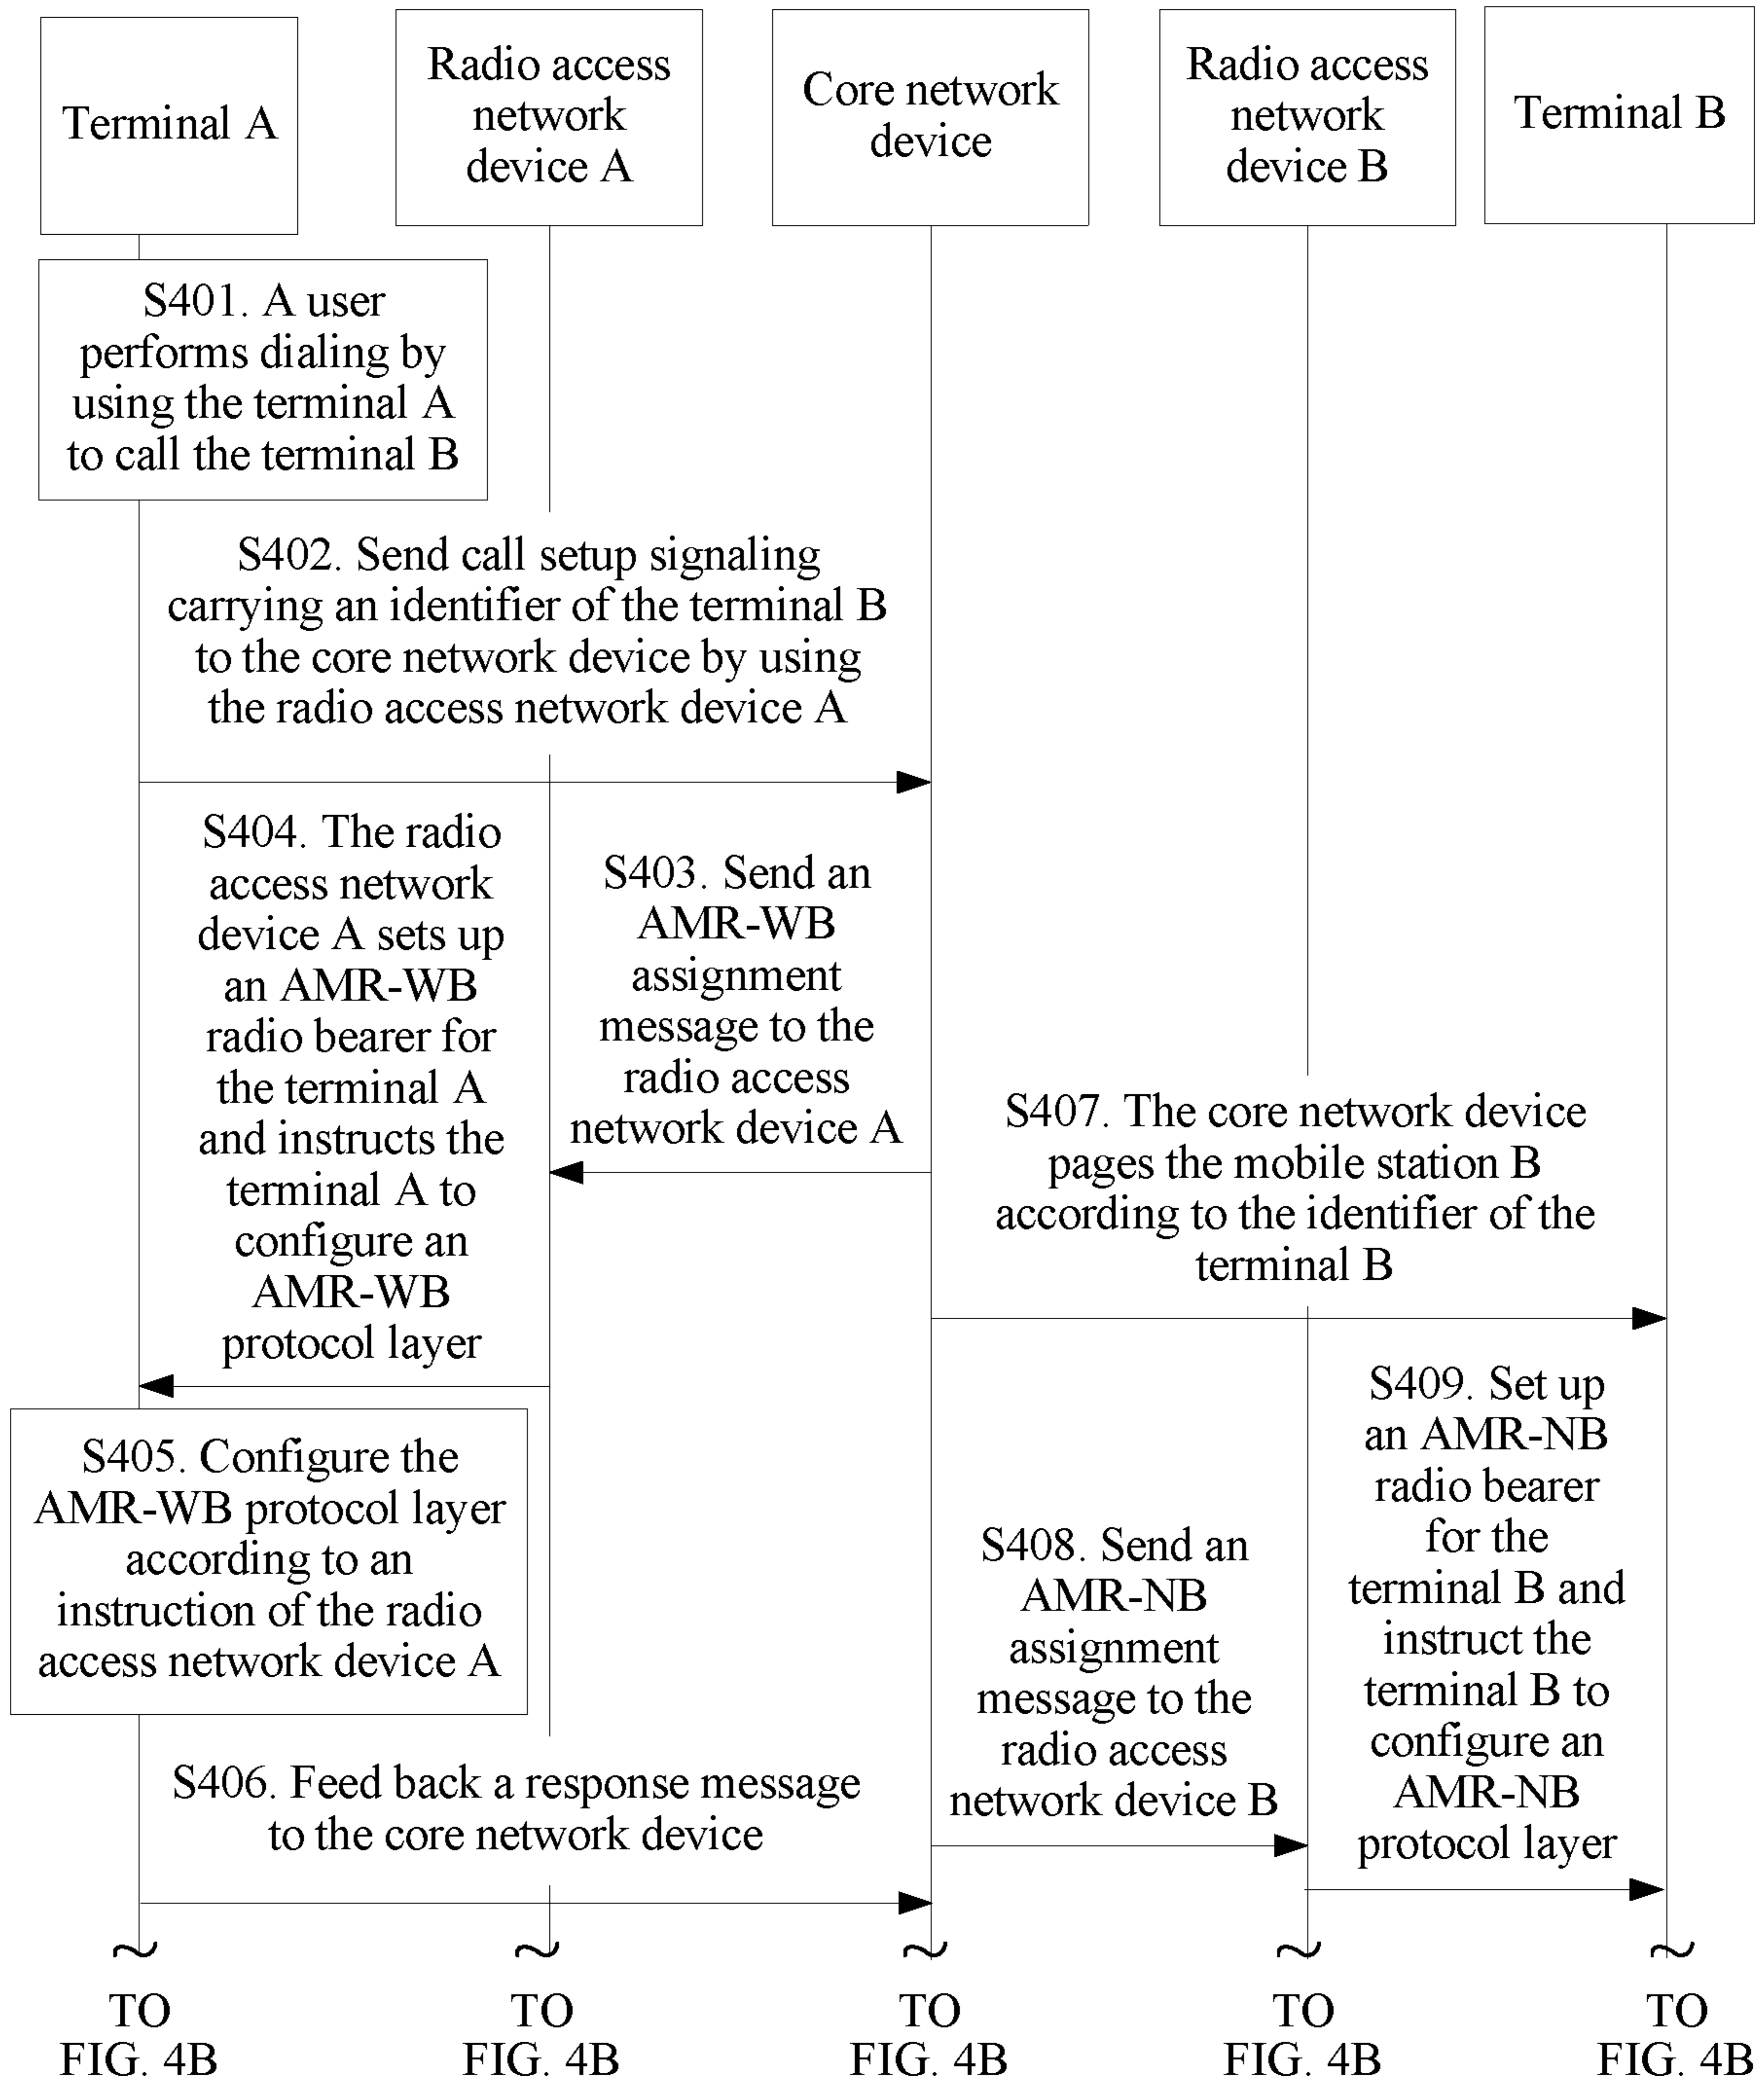 Terminal A
Radio access
network
device A
Core network
device
Radio access
network
device B
Terminal B
S401. A user
performs dialing by
using the terminal A
to call the terminal B
S402. Send call setup signaling
carrying an identifier of the terminal B
to the core network device by using
the radio access network device A
S404. The radio
access network
device A sets up
an AMR-WB
radio bearer for
the terminal A
and instructs the
terminal A to
configure an
AMR-WB
protocol layer
S403. Send an
AMR-WB
assignment
message to the
radio access
network device A
S407. The core network device
pages the mobile station B
according to the identifier of the
terminal B
S405. Configure the
AMR-WB protocol layer
according to an
instruction of the radio
access network device A
S408. Send an
AMR-NB
assignment
message to the
radio access
network device B
S409. Set up
an AMR-NB
radio bearer
for the
terminal B and
instruct the
terminal B to
configure an
AMR-NB
protocol layer
S406. Feed back a response message
to the core network device
TO
FIG. 4B
TO
FIG. 4B
TO
FIG. 4B
TO
FIG. 4B
TO
FIG. 4B